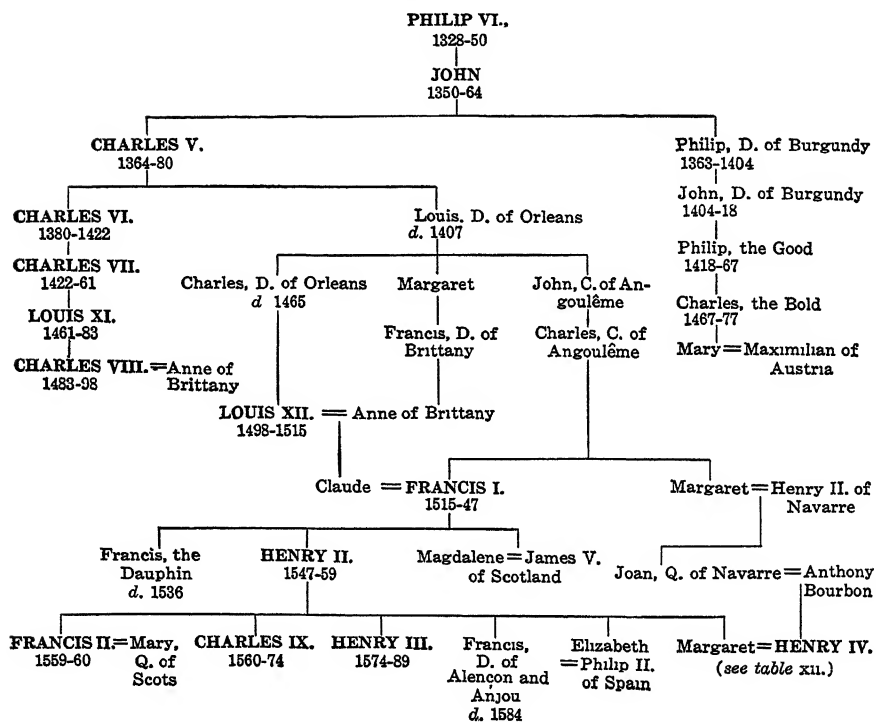 PHILIP VI.,
1328-50
JOHN
1350-64
CHARLES V.
1364-80
Philip, D. of Burgundy
1363-1404
John, D. of Burgundy
1404-18
Philip, the Good
1418-67
Charles, the Bold
1467-77
Mary=Maximilian of
Austria
CHARLES VI.
1380-1422
CHARLES VII.
1422-61
LOUIS XI.
1461-83
CHARLES VIII.=Anne of
1483-98 Brittany
Louis. D. of Orleans
d. 1407
Charles, D. of Orleans
d 1465
Margaret
Francis, D. of
Brittany
John, C. of An-
goulême
Charles, C. of
Angoulême
LOUIS XII. = Anne of Brittany
1498-1515
Claude = FRANCIS I.
1515-47
Margaret=Henry II. of
Navarre
Francis, the
Dauphin
d. 1536
HENRY II.
1547-59
Magdalene=James V.
of Scotland
Joan, Q. of Navarre=Anthony
Bourbon
FRANCIS II.=Mary,
1559-60 Q. of
Scots
CHARLES IX.
1560-74
HENRY III.
1574-89
Francis,
D. of
Alençon and
Anjou
d. 1584
Elizabeth
=Philip II.
of Spain
Margaret=HENRY IV.
(see table XII.)